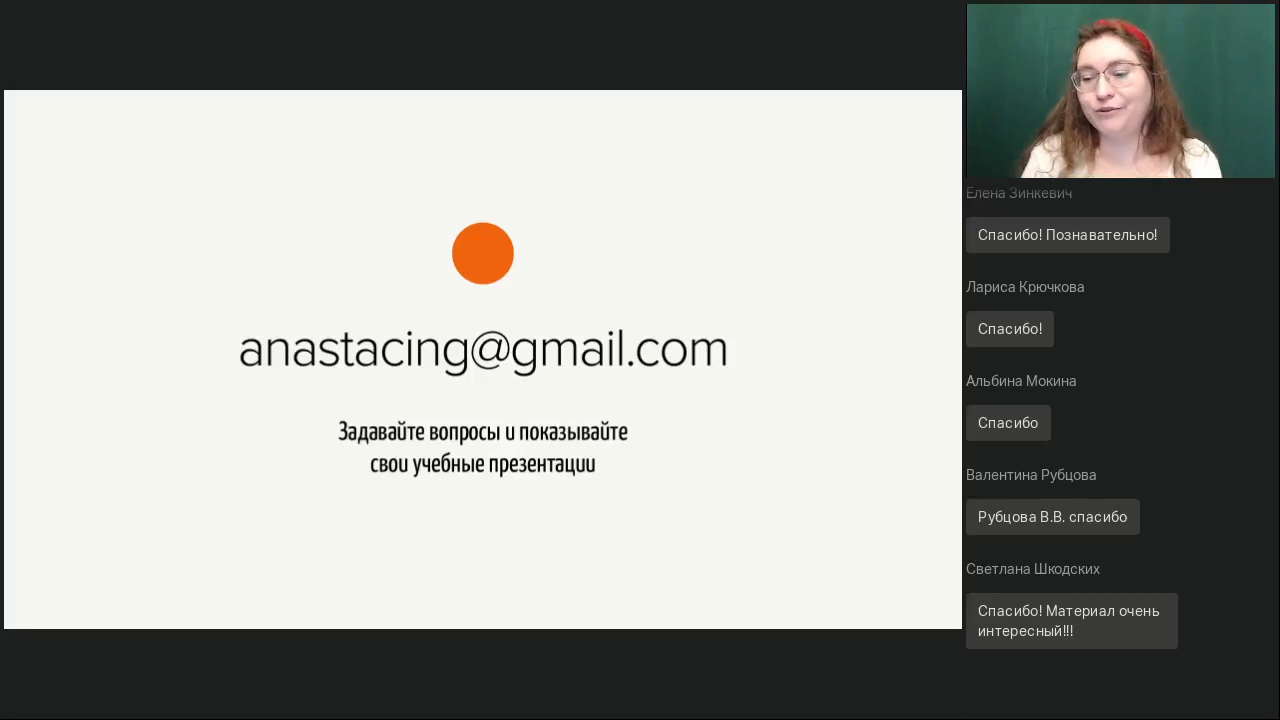 anastacing@gmail.com
Задавайте вопросы и показывайте
свои учебные презентации
Елена Зинкевич
Спасибо! Познавательно!
Лариса Крючкова
Спасибо!
Альбина Мокина
Спасибо
Валентина Рубцова
Рубцова В.В. спасибо
Светлана Шкодских
Спасибо! Материал очень
интересный!!!